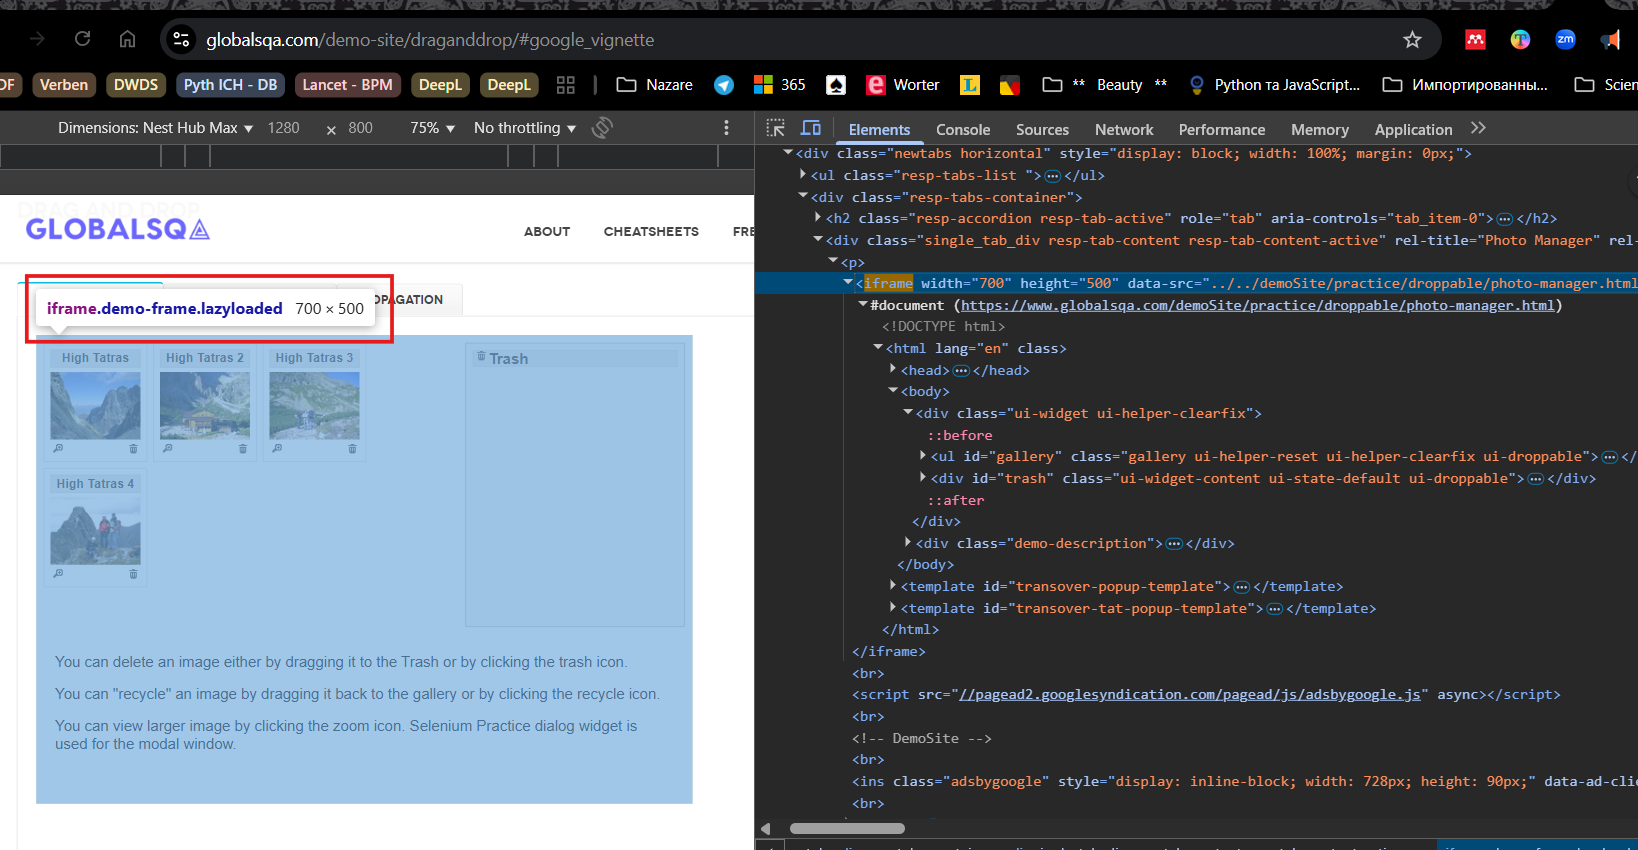 globalsqa.com/demo-site/draganddrop/#google_vignette
zm
DF Verben DWDS Pyth ICH - DB Lancet - BPM DeepL DeepL Nazare 365 Worter ** Beauty ** Python та JavaScript... Импортированны... Scien
Dimensions: Nest Hub Max 1280 × 800 75% No throttling
Elements Console Sources Network Performance Memory Application
DRAG AND DROP
GLOBALSQA
ABOUT CHEATSHEETS FRE
OPAGATION
iframe.demo-frame.lazyloaded 700 × 500
High Tatras High Tatras 2 High Tatras 3
Trash
High Tatras 4
You can delete an image either by dragging it to the Trash or by clicking the trash icon.
You can "recycle" an image by dragging it back to the gallery or by clicking the recycle icon.
You can view larger image by clicking the zoom icon. Selenium Practice dialog widget is
used for the modal window.
<div class="newtabs horizontal" style="display: block; width: 100%; margin: 0px;">
<ul class="resp-tabs-list ">…</ul>
<div class="resp-tabs-container">
<h2 class="resp-accordion resp-tab-active" role="tab" aria-controls="tab_item-0">…</h2>
<div class="single_tab_div resp-tab-content resp-tab-content-active" rel-title="Photo Manager" rel-
<p>
<iframe width="700" height="500" data-src="../../demoSite/practice/droppable/photo-manager.html
#document (https://www.globalsqa.com/demoSite/practice/droppable/photo-manager.html)
<!DOCTYPE html>
<html lang="en" class>
<head>…</head>
<body>
<div class="ui-widget ui-helper-clearfix">
::before
<ul id="gallery" class="gallery ui-helper-reset ui-helper-clearfix ui-droppable">…</
<div id="trash" class="ui-widget-content ui-state-default ui-droppable">…</div>
::after
</div>
<div class="demo-description">…</div>
</body>
<template id="transover-popup-template">…</template>
<template id="transover-tat-popup-template">…</template>
</html>
</iframe>
<br>
<script src="//pagead2.googlesyndication.com/pagead/js/adsbygoogle.js" async></script>
<br>
<!-- DemoSite -->
<br>
<ins class="adsbygoogle" style="display: inline-block; width: 728px; height: 90px;" data-ad-clie
<br>